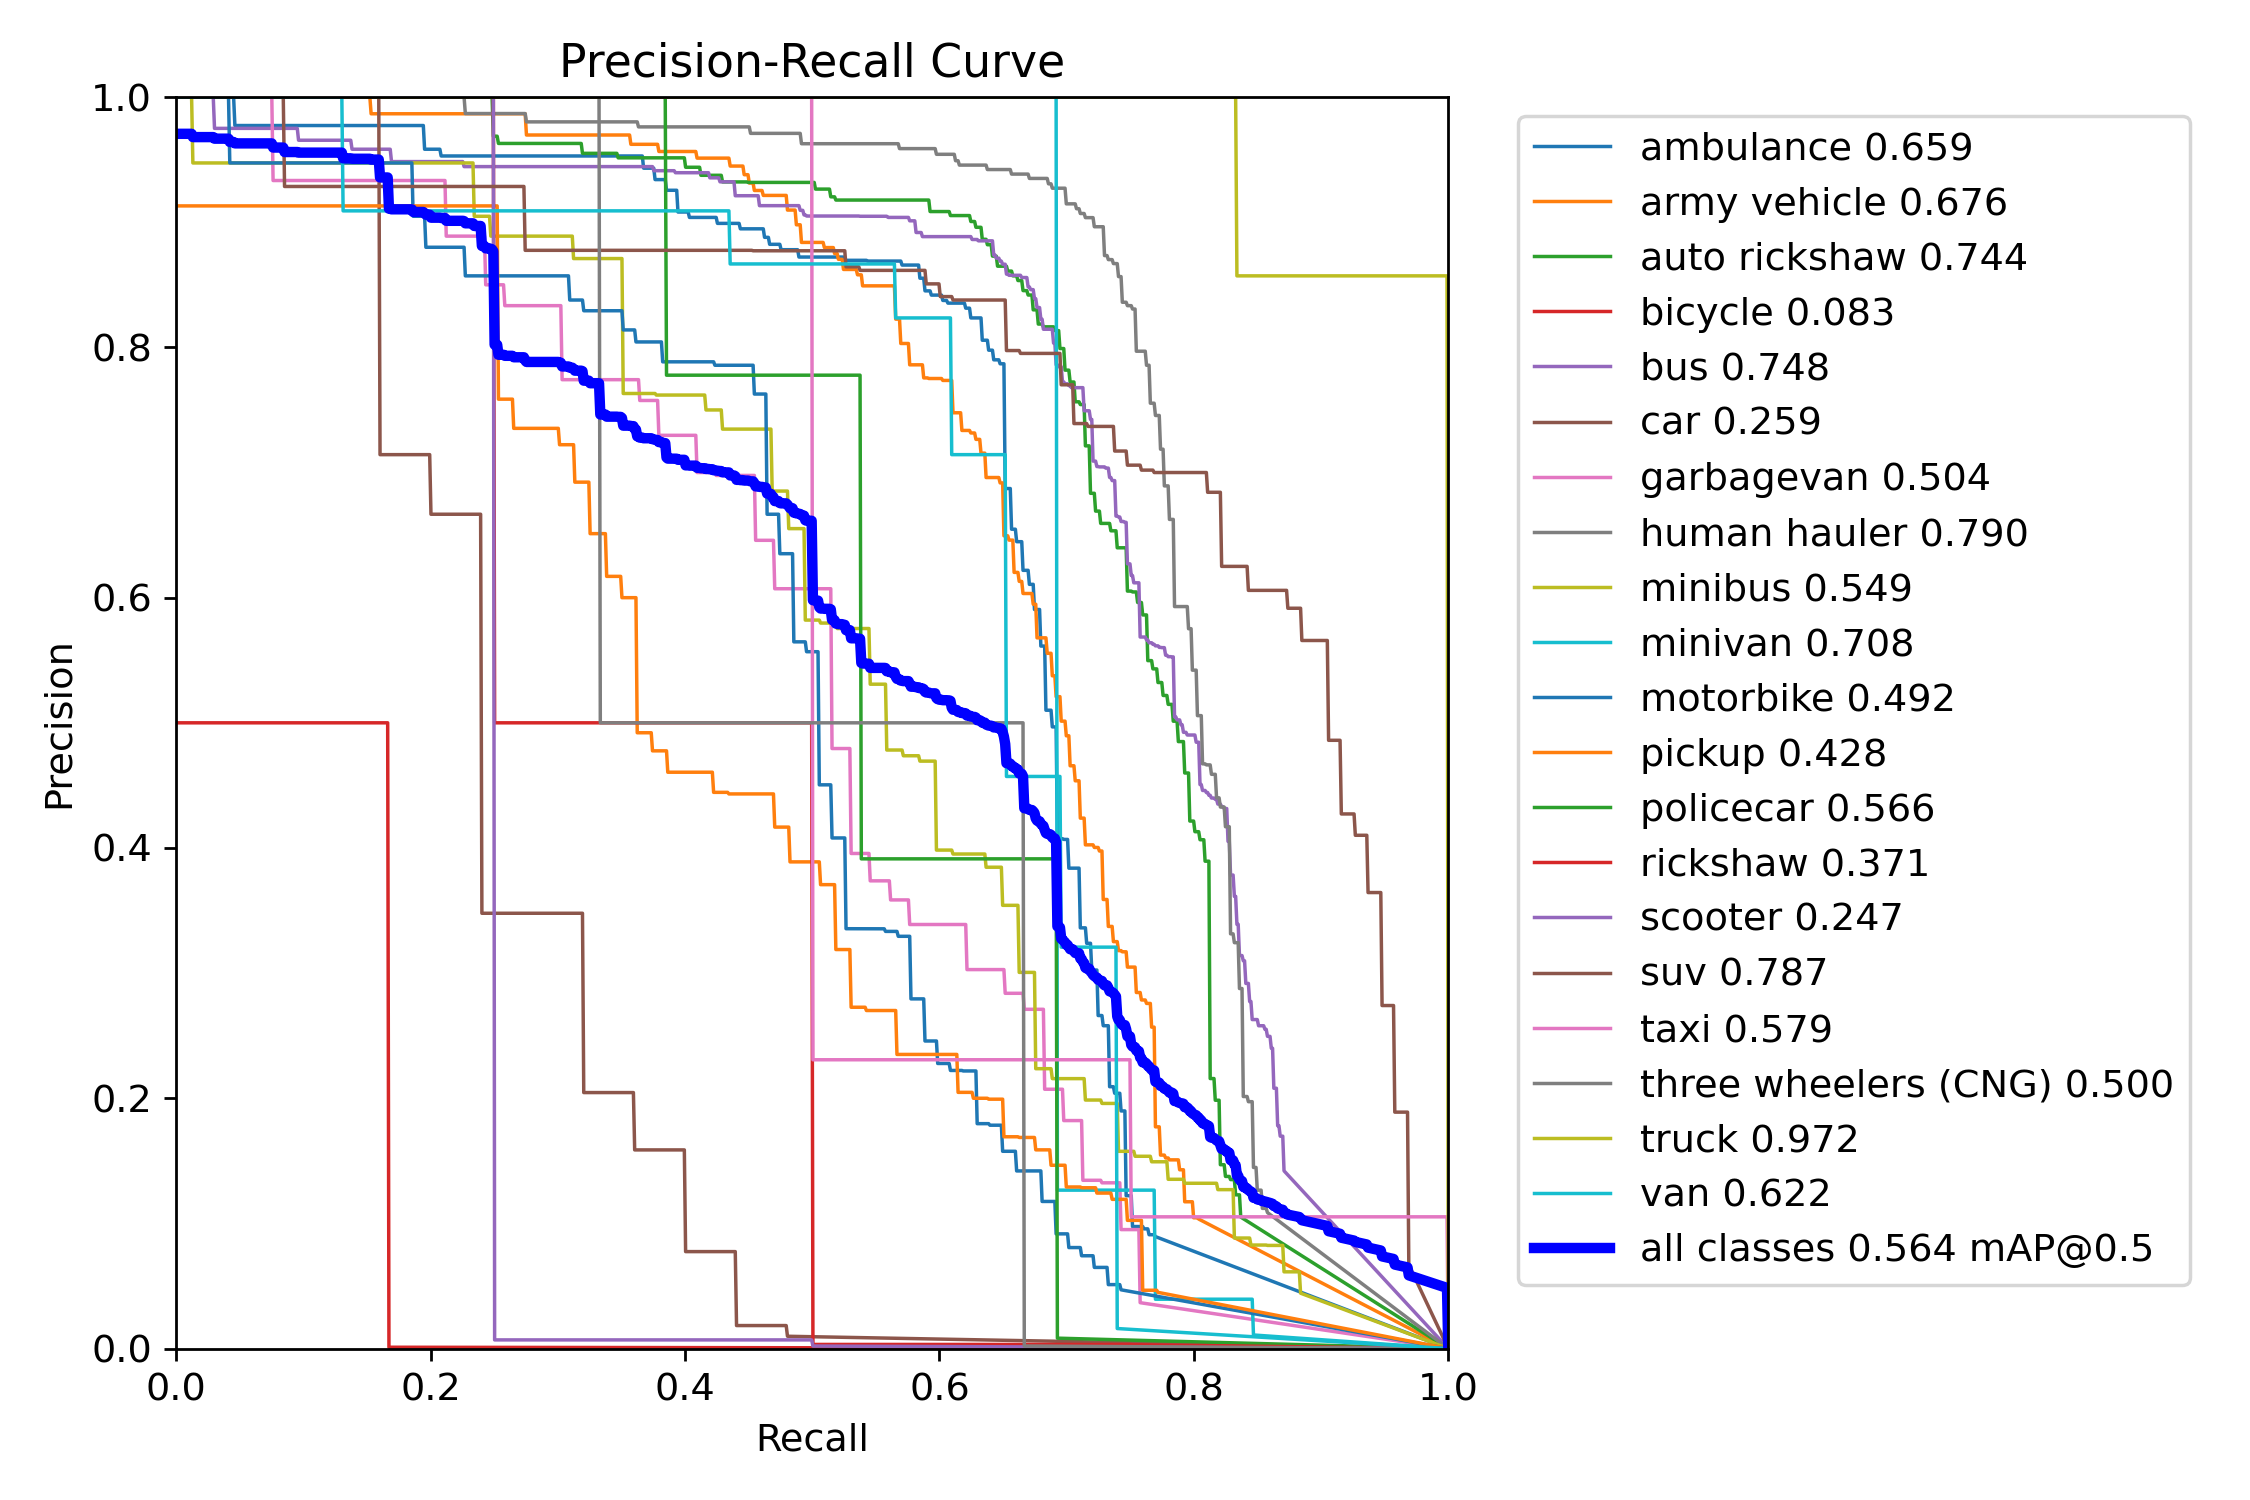 Precision-Recall Curve
1.0
0.8
0.6
0.4
0.2
0.0
Precision
0.0 0.2 0.4 0.6 0.8 1.0
Recall
ambulance 0.659
army vehicle 0.676
auto rickshaw 0.744
bicycle 0.083
bus 0.748
car 0.259
garbagevan 0.504
human hauler 0.790
minibus 0.549
minivan 0.708
motorbike 0.492
pickup 0.428
policecar 0.566
rickshaw 0.371
scooter 0.247
suv 0.787
taxi 0.579
three wheelers (CNG) 0.500
truck 0.972
van 0.622
all classes 0.564 mAP@0.5